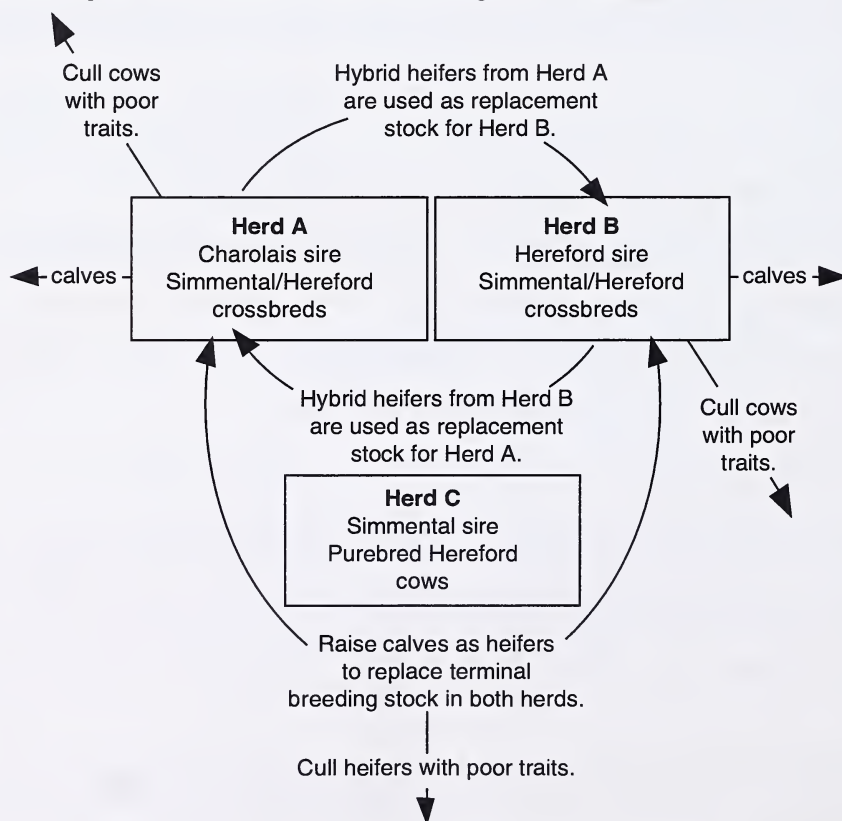 Cull cows
with poor
traits.
Hybrid heifers from Herd A
are used as replacement
stock for Herd B.
Herd A
Charolais sire
Simmental/Hereford
crossbreds
Herd B
Hereford sire
Simmental/Hereford
crossbreds
calves
calves
Hybrid heifers from Herd B
are used as replacement
stock for Herd A.
Cull cows
with poor
traits.
Herd C
Simmental sire
Purebred Hereford
cows
Raise calves as heifers
to replace terminal
breeding stock in both herds.
Cull heifers with poor traits.